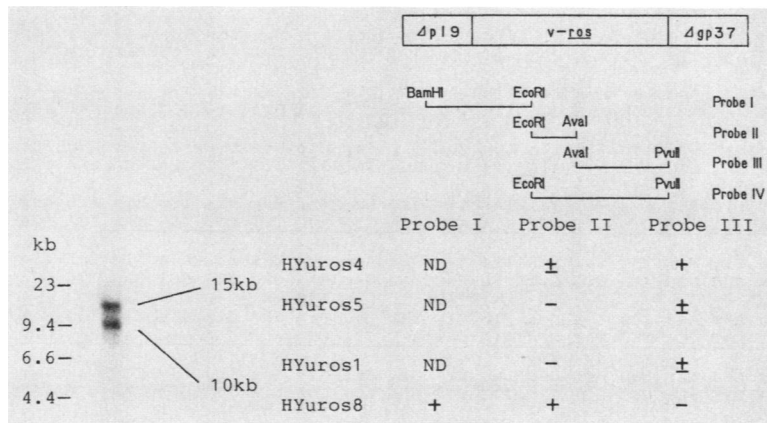 Δp19 v-ros Δgp37
BamHI EcoRI Probe I
EcoRI AvaI Probe II
AvaI PvuII Probe III
EcoRI PvuII Probe IV
Probe I Probe II Probe III
kb
HYuros4 ND ± +
23— 15kb
HYuros5 ND - ±
9.4—
6.6— HYuros1 ND - ±
10kb
4.4— HYuros8 + + -